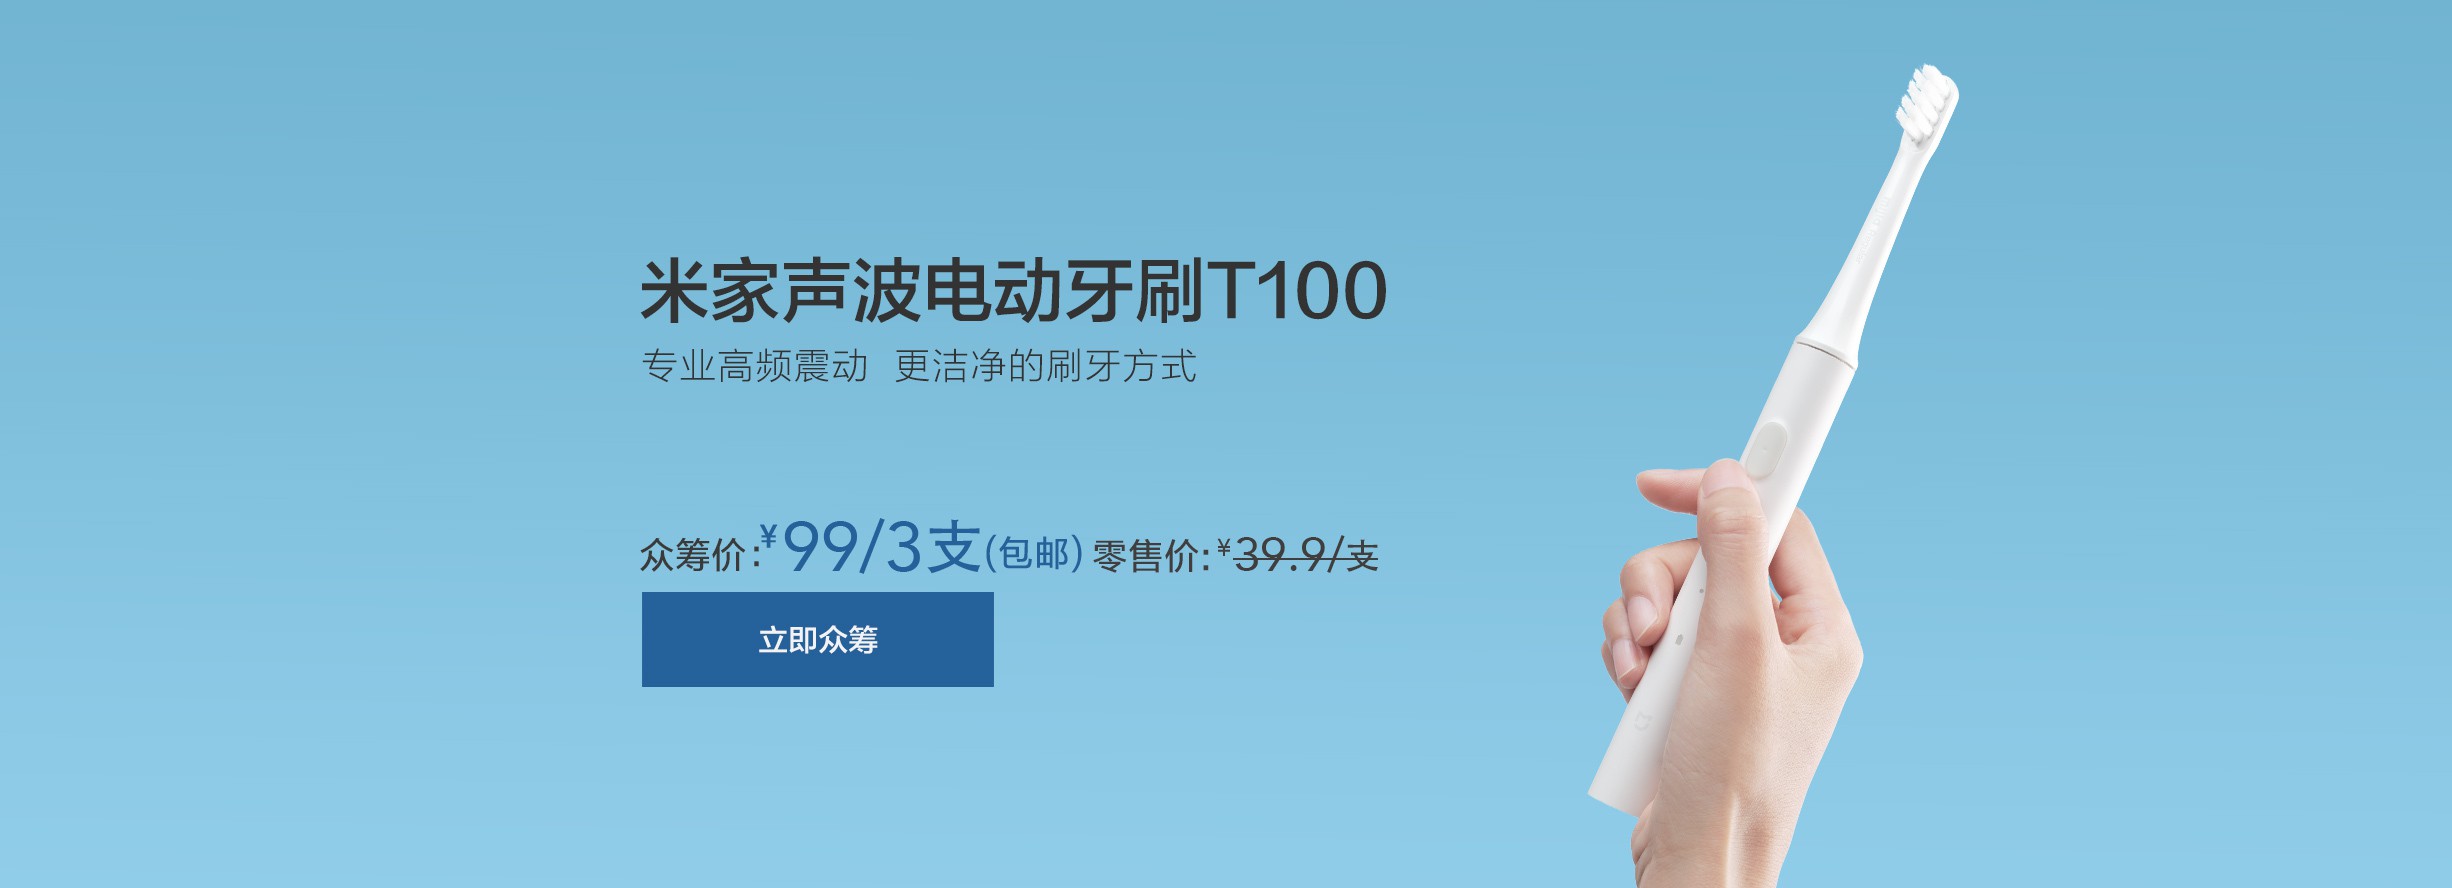 米家声波电动牙刷T100
专业高频震动 更洁净的刷牙方式
众筹价:¥99/3支(包邮) 零售价:¥39.9/支
立即众筹